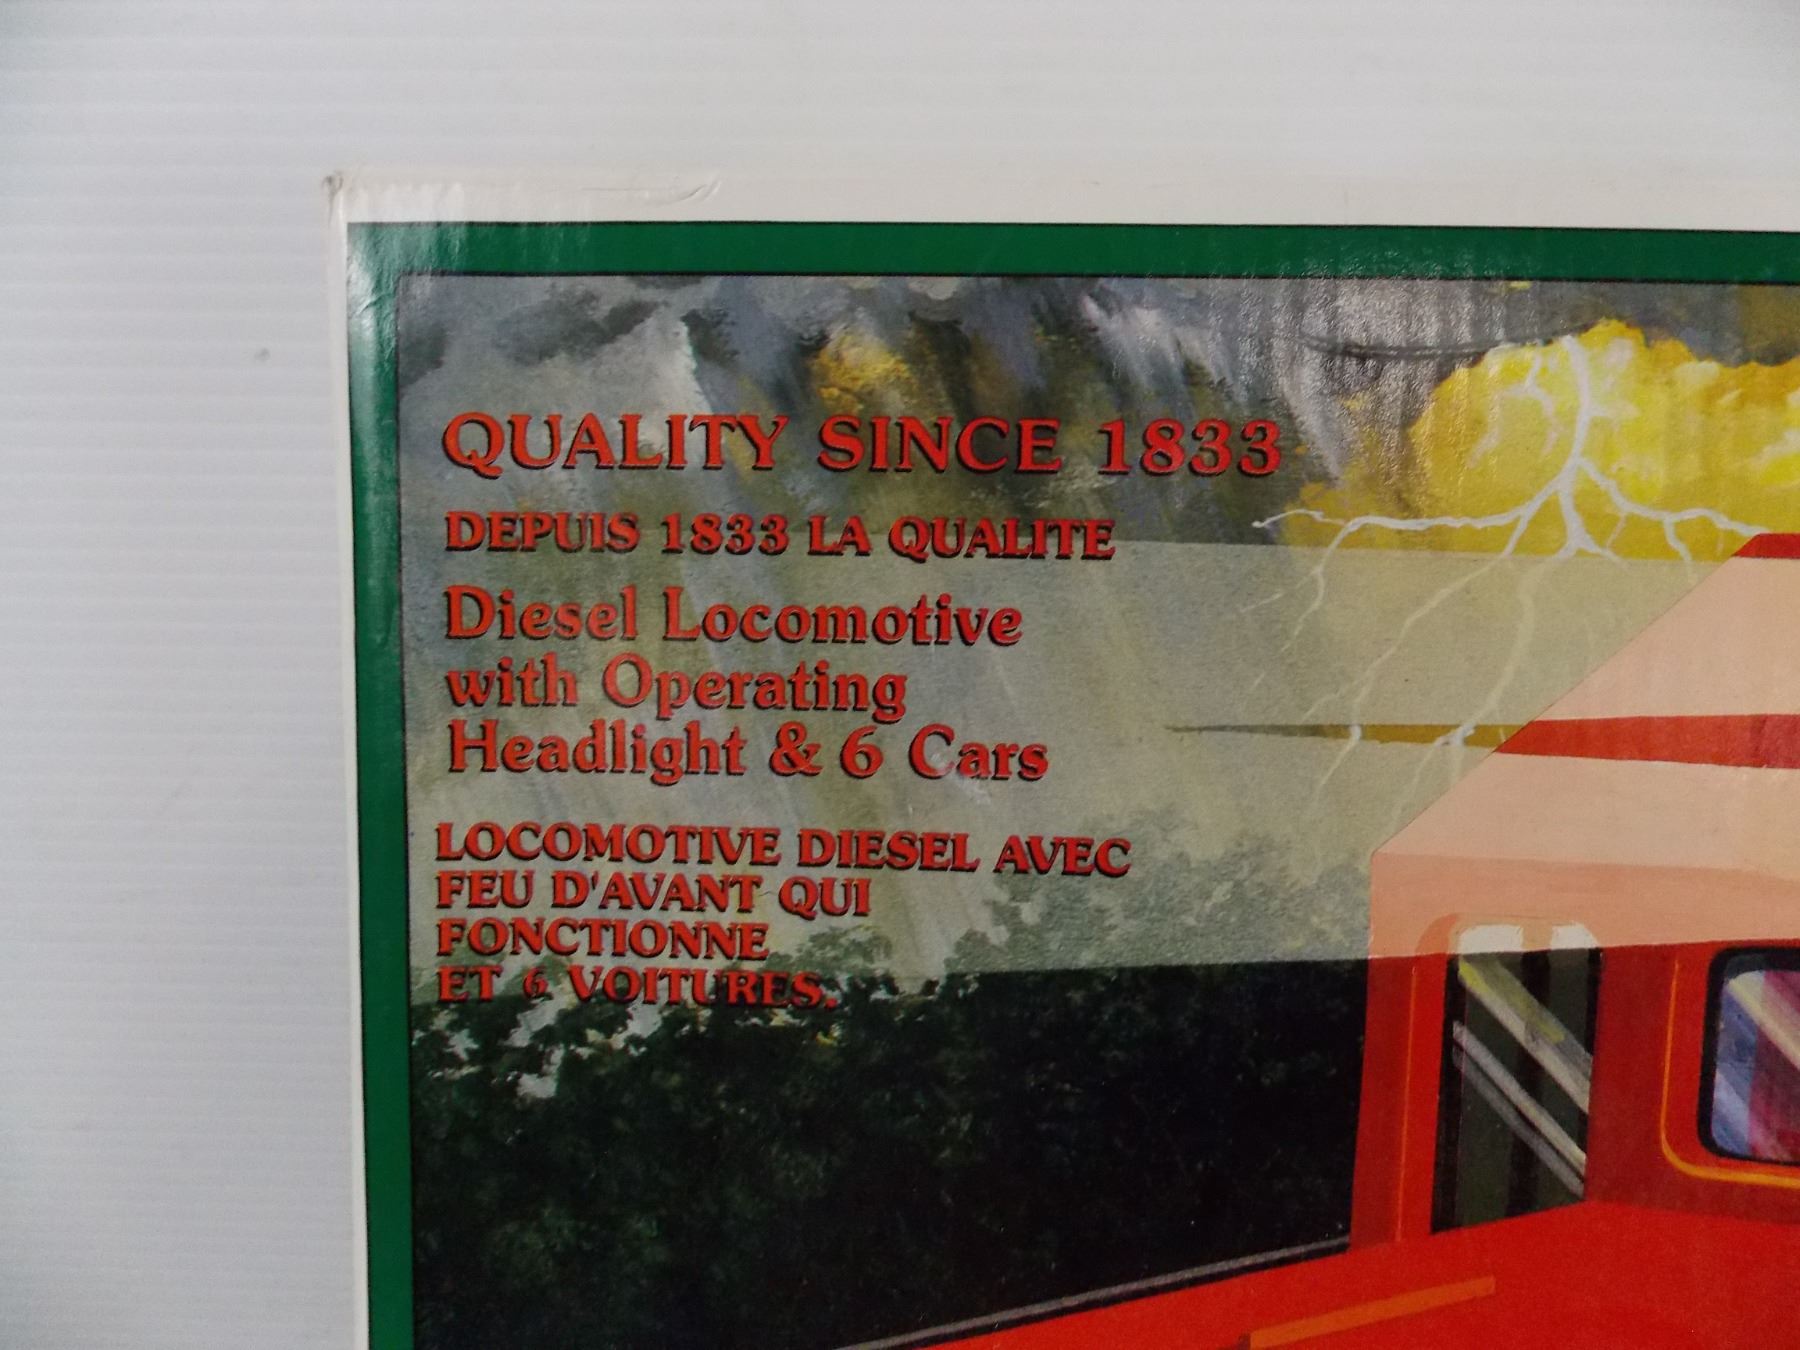 QUALITY SINCE 1833
DEPUIS 1833 LA QUALITE
Diesel Locomotive
with Operating
Headlight & 6 Cars
LOCOMOTIVE DIESEL AVEC
FEU D'AVANT QUI
FONCTIONNE
ET 6 VOITURES.